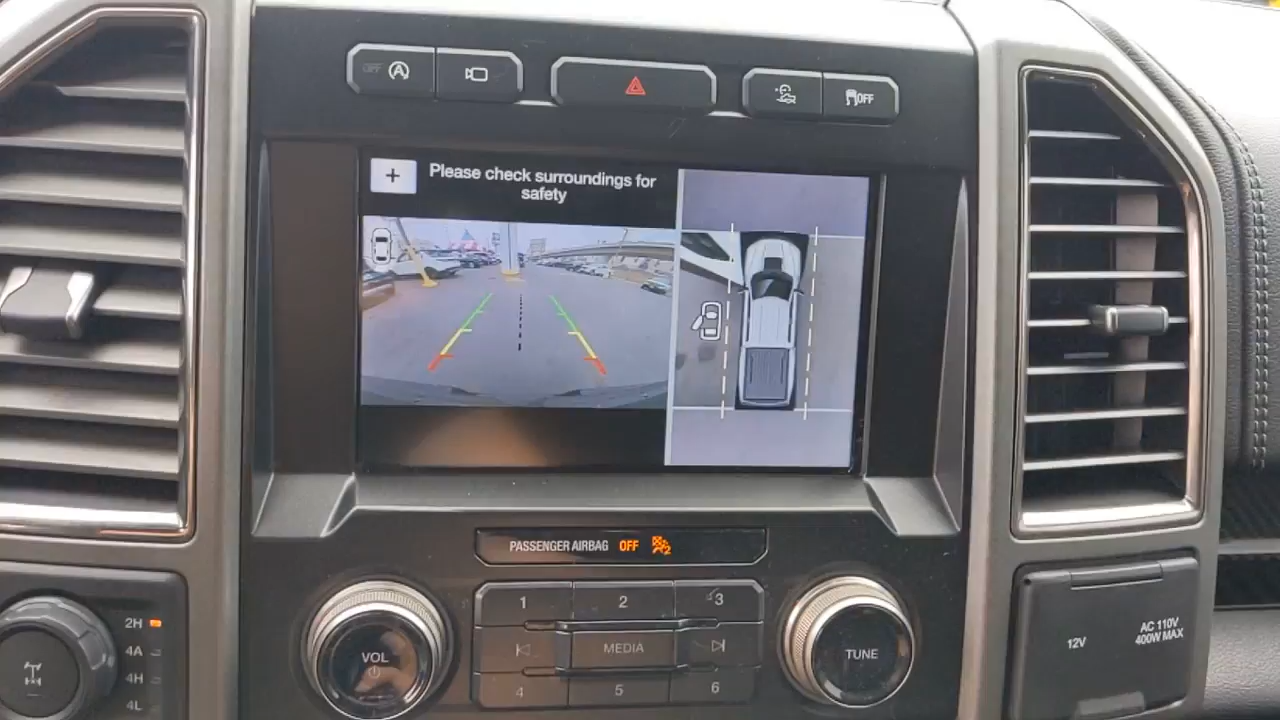 OFF A
OFF
+
Please check surroundings for
safety
PASSENGER AIRBAG OFF 2
1 2 3
VOL
MEDIA
TUNE
4 5 6
2H
4A
4H
4L
12V
AC 110V
400W MAX